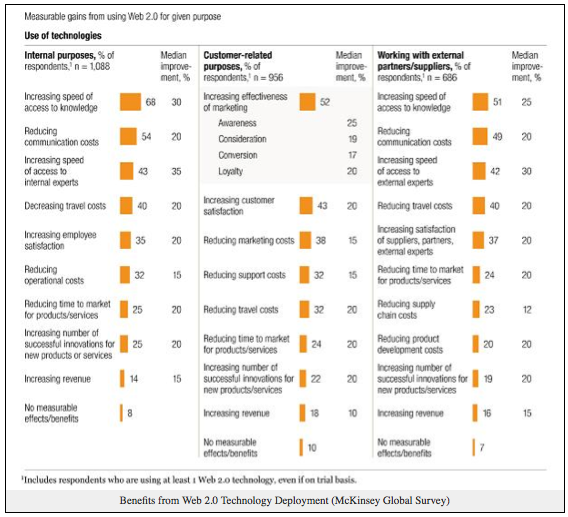 Measurable gains from using Web 2.0 for given purpose
Use of technologies
Internal purposes, % of
respondents,¹ n = 1,088
Median
improve-
ment, %
Increasing speed of
access to knowledge
68
30
Reducing
communication costs
54
20
Increasing speed
of access to
internal experts
43
35
Decreasing travel costs
40
20
Increasing employee
satisfaction
35
20
Reducing
operational costs
32
15
Reducing time to market
for products/services
25
20
Increasing number of
successful innovations for
new products or services
25
20
Increasing revenue
14
15
No measurable
effects/benefits
8
Customer-related
purposes, % of
respondents,¹ n = 956
Median
improve-
ment, %
Increasing effectiveness
of marketing
52
Awareness
25
Consideration
19
Conversion
17
Loyalty
20
Increasing customer
satisfaction
43
20
Reducing marketing costs
38
15
Reducing support costs
32
15
Reducing travel costs
32
20
Reducing time to market
for products/services
24
20
Increasing number of
successful innovations for
new products/services
22
20
Increasing revenue
18
10
No measurable
effects/benefits
10
Working with external
partners/suppliers, % of
respondents,¹ n = 686
Median
improve-
ment, %
Increasing speed of
access to knowledge
51
25
Reducing
communication costs
49
20
Increasing speed
of access to
external experts
42
30
Reducing travel costs
40
20
Increasing satisfaction
of suppliers, partners,
external experts
37
20
Reducing time to market
for products/services
24
20
Reducing supply
chain costs
23
12
Reducing product
development costs
20
20
Increasing number of
successful innovations for
new products/services
19
20
Increasing revenue
16
15
No measurable
effects/benefits
7
¹Includes respondents who are using at least 1 Web 2.0 technology, even if on trial basis.
Benefits from Web 2.0 Technology Deployment (McKinsey Global Survey)